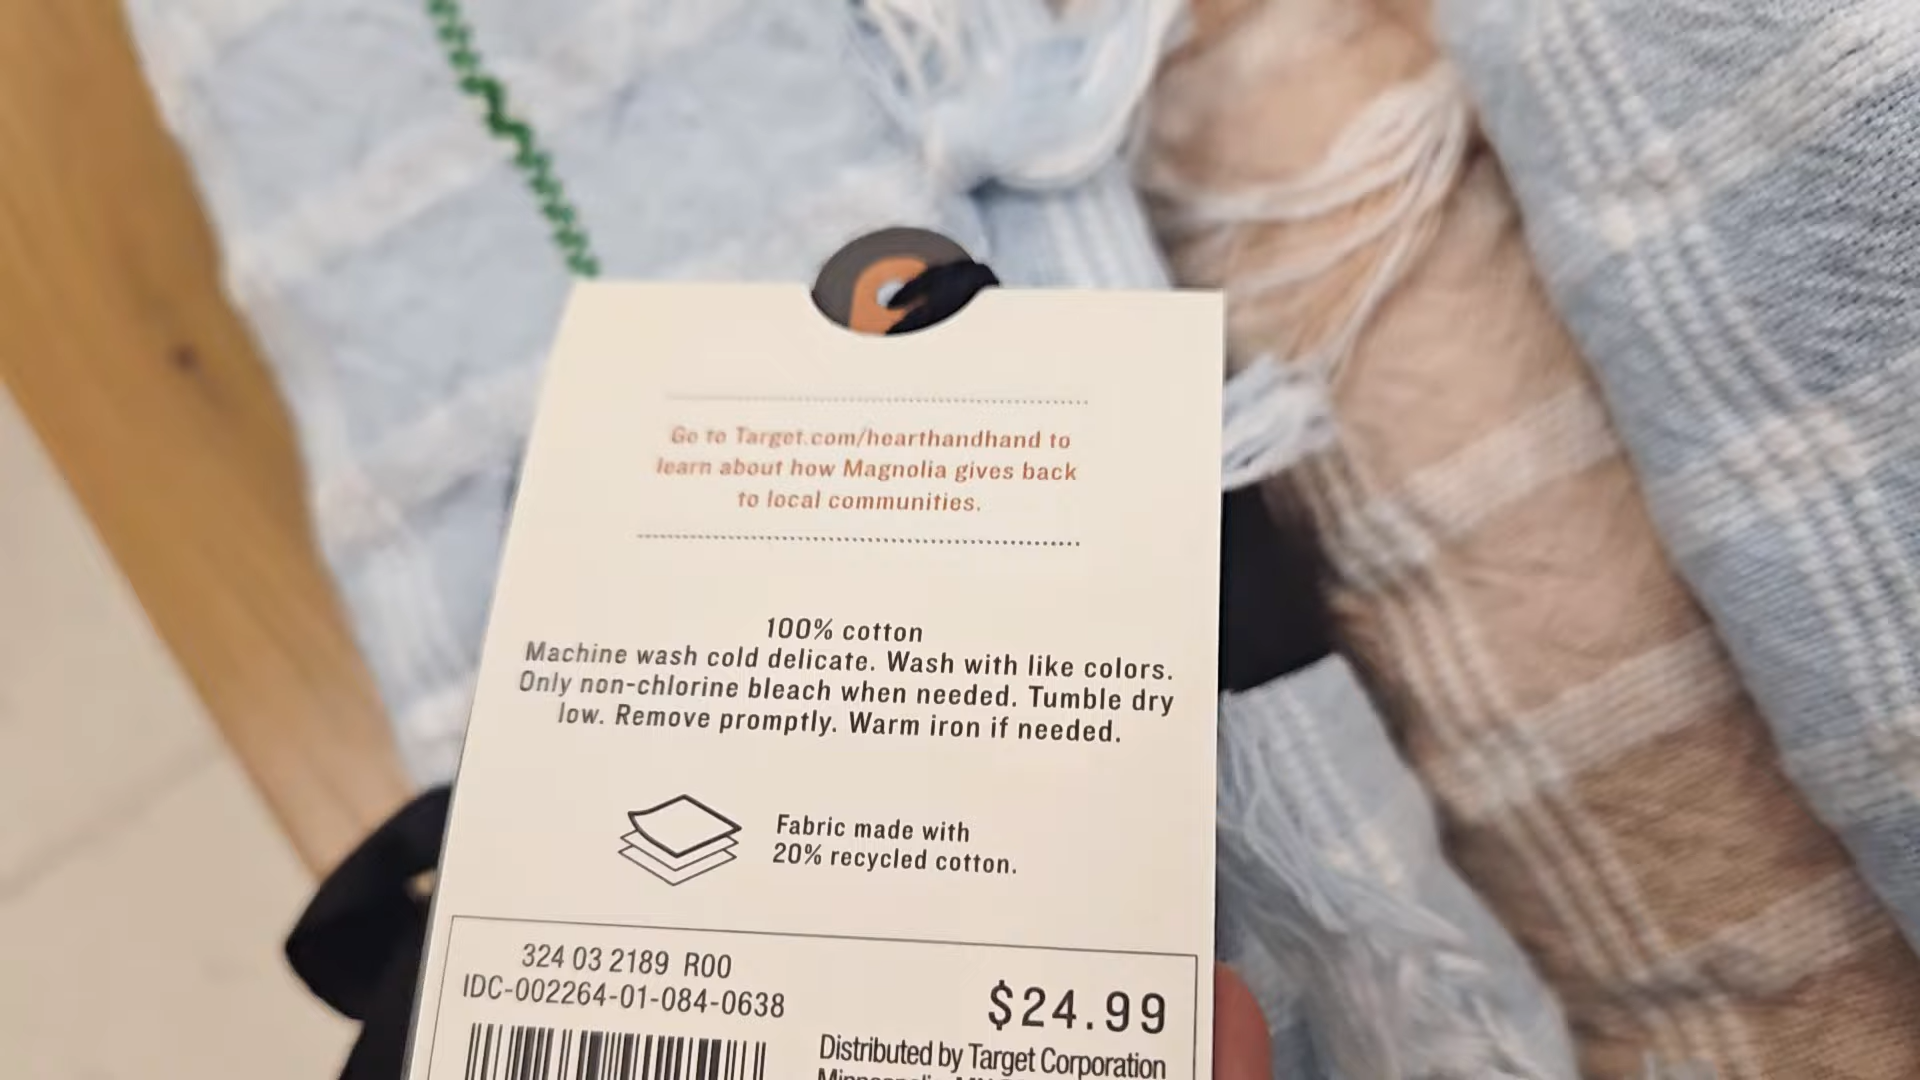 Go to Target.com/hearthandhand to
learn about how Magnolia gives back
to local communities.
100% cotton
Machine wash cold delicate. Wash with like colors.
Only non-chlorine bleach when needed. Tumble dry
low. Remove promptly. Warm iron if needed.
Fabric made with
20% recycled cotton.
324 03 2189 R00
IDC-002264-01-084-0638
$24.99
Distributed by Target Corporation